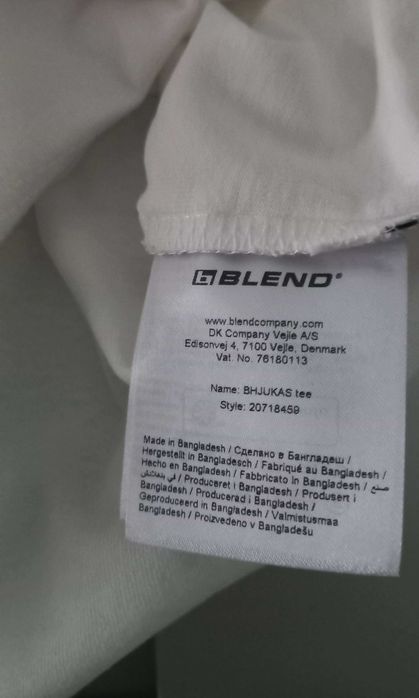 BLEND®
www.blendcompany.com
DK Company Vejle A/S
Edisonvej 4, 7100 Vejle, Denmark
Vat. No. 76180113
Name: BHJUKAS tee
Style: 20718459
Made in Bangladesh / Сделано в Бангладеш /
Hergestellt in Bangladesch / Fabriqué au Bangladesh /
Hecho en Bangladesh / Fabbricato in Bangladesh / صنع
في بنغلاديش / Produceret i Bangladesh / Produsert i
Bangladesh / Producerad i Bangladesh /
Geproduceerd in Bangladesh / Valmistusmaa
Bangladesh / Proizvedeno v Bangladešu